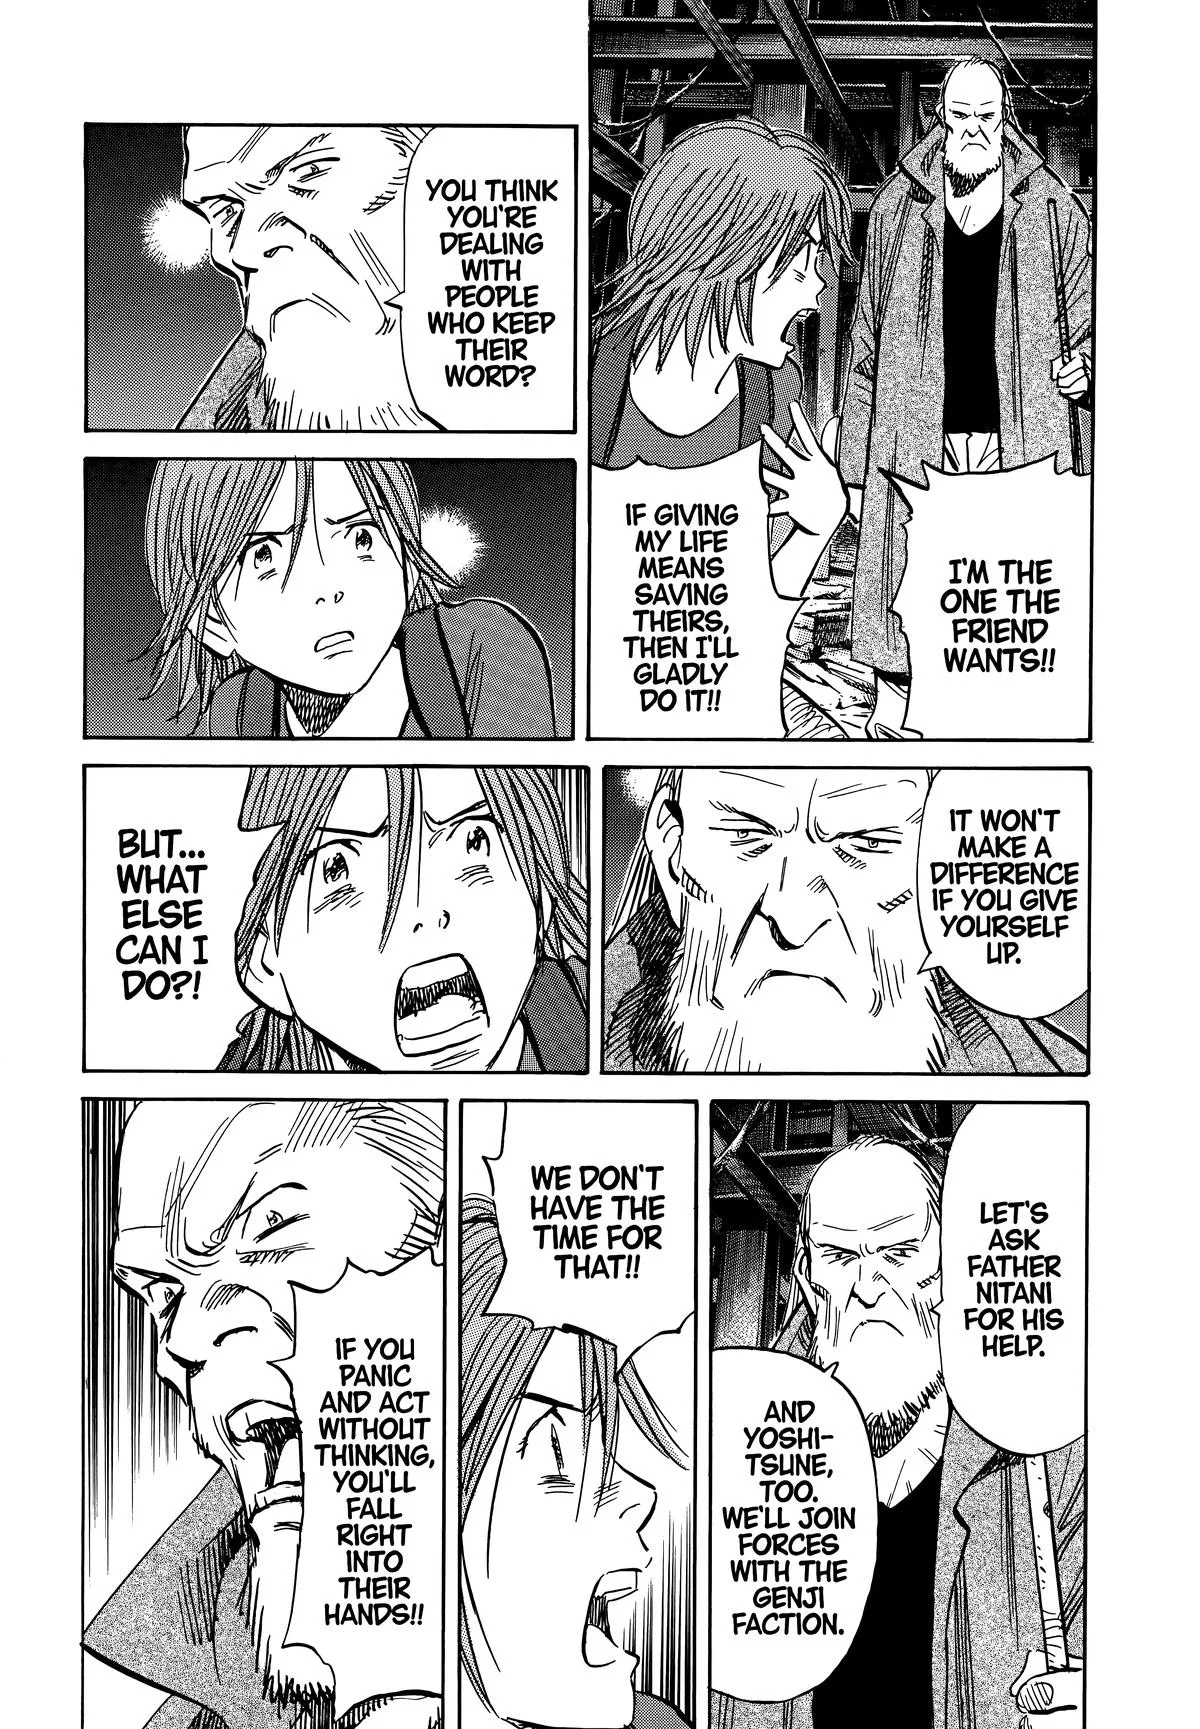 I'M THE
ONE THE
FRIEND
WANTS!!
IF GIVING
MY LIFE
MEANS
SAVING
THEIRS,
THEN I'LL
GLADLY
DO IT!!
YOU THINK
YOU'RE
DEALING
WITH
PEOPLE
WHO KEEP
THEIR
WORD?
IT WON'T
MAKE A
DIFFERENCE
IF YOU GIVE
YOURSELF
UP.
BUT...
WHAT
ELSE
CAN I
DO?!
LET'S
ASK
FATHER
NITANI
FOR HIS
HELP.
AND
YOSHI-
TSUNE,
TOO.
WE'LL JOIN
FORCES
WITH THE
GENJI
FACTION.
WE DON'T
HAVE THE
TIME FOR
THAT!!
IF YOU
PANIC
AND ACT
WITHOUT
THINKING,
YOU'LL
FALL
RIGHT
INTO
THEIR
HANDS!!